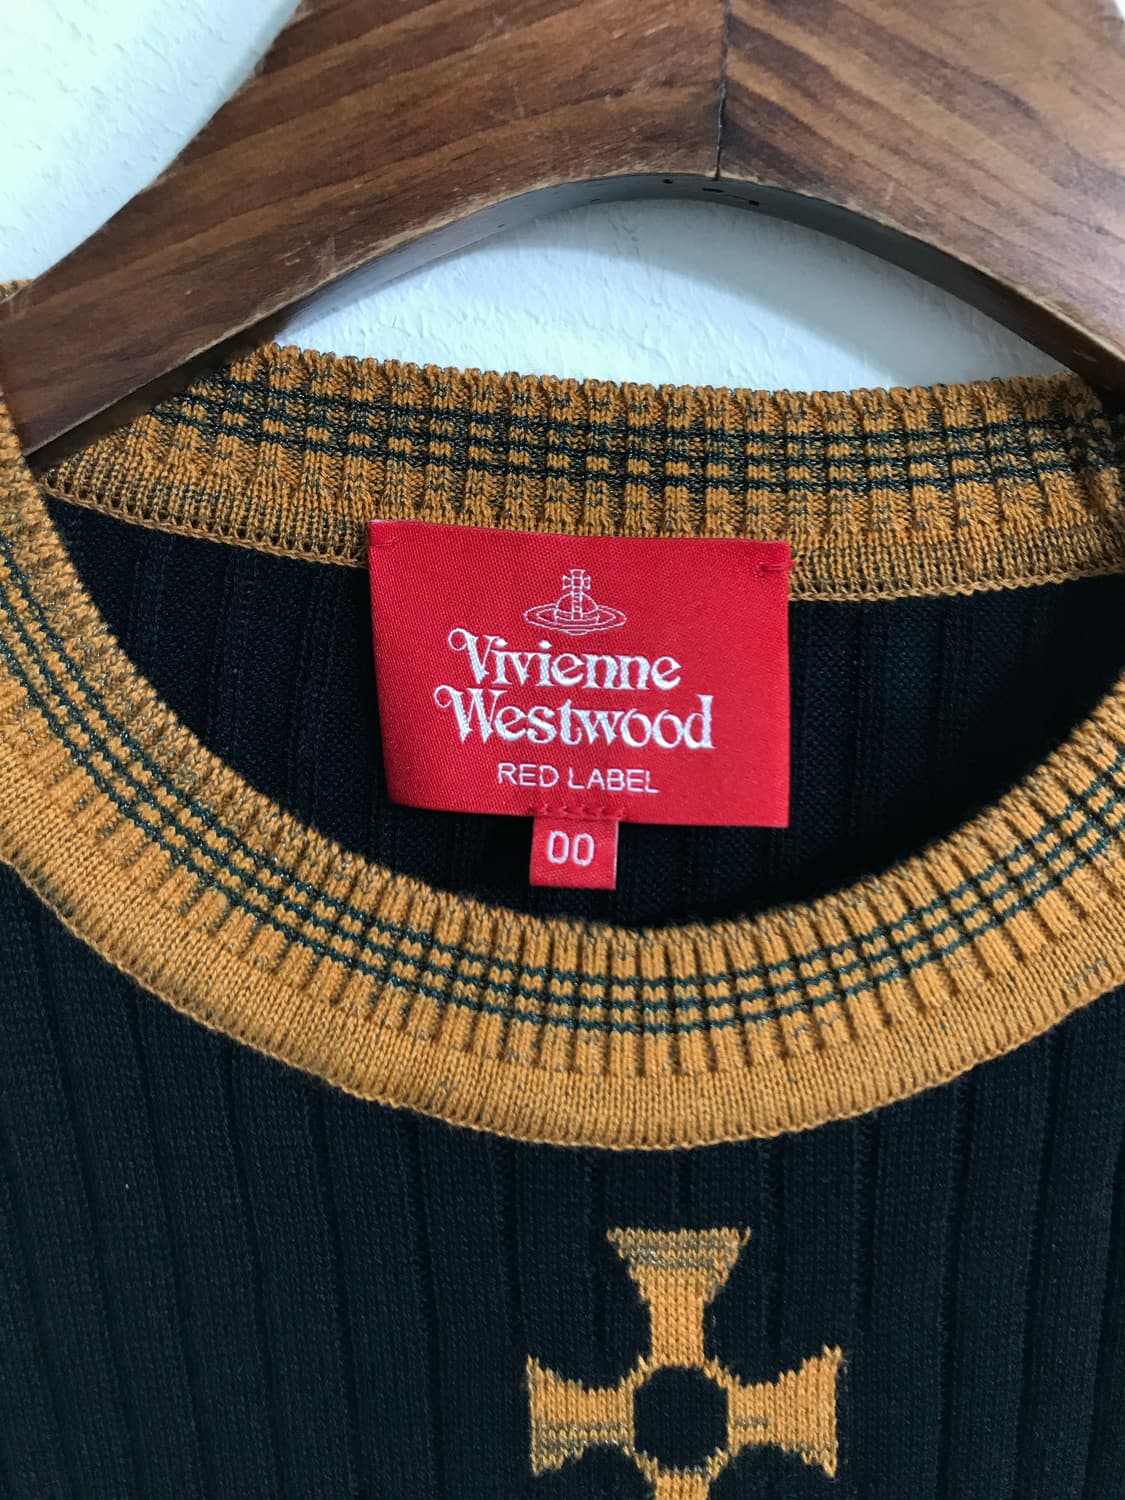 Vivienne
Westwood
RED LABEL
00